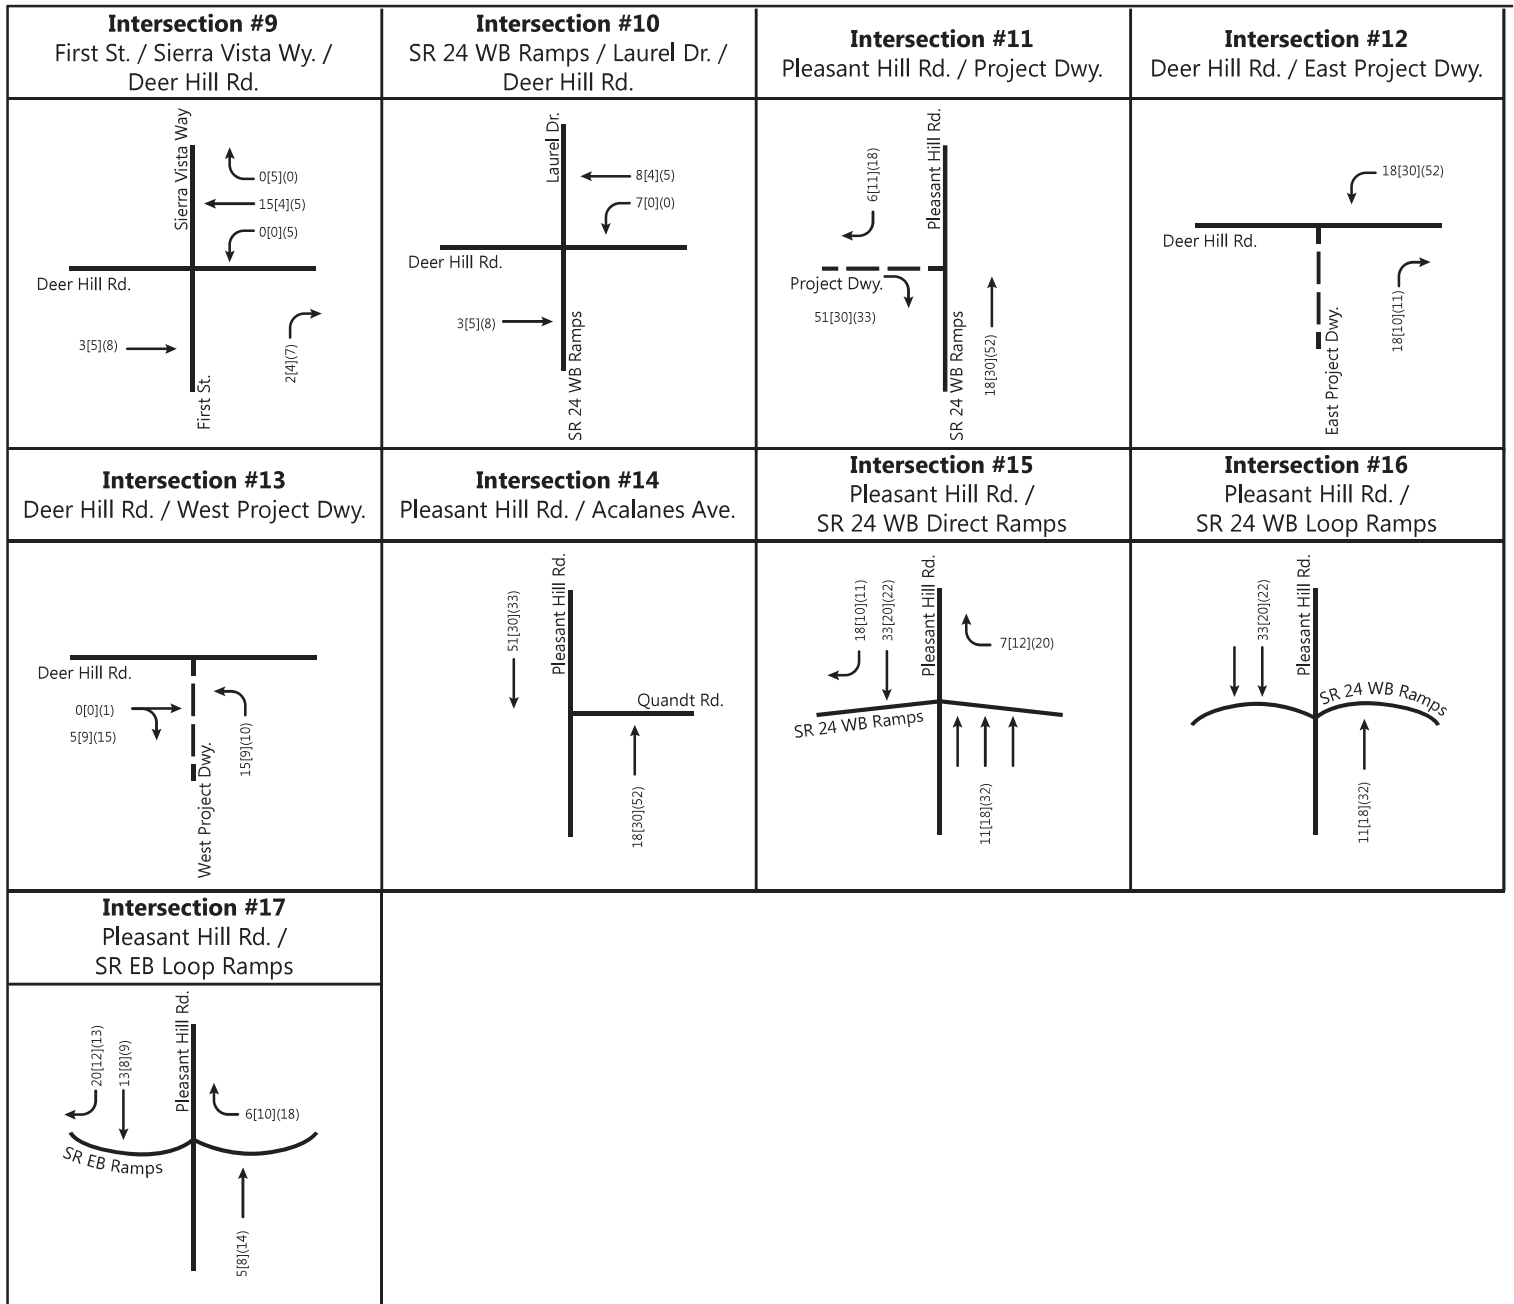 Intersection #9
First St. / Sierra Vista Wy. /
Deer Hill Rd.
Sierra Vista Way
0[5](0)
15[4](5)
0[0](5)
Deer Hill Rd.
3[5](8)
2[4](7)
First St.
Intersection #10
SR 24 WB Ramps / Laurel Dr. /
Deer Hill Rd.
Laurel Dr.
8[4](5)
7[0](0)
Deer Hill Rd.
3[5](8)
SR 24 WB Ramps
Intersection #11
Pleasant Hill Rd. / Project Dwy.
6[11](18)
Pleasant Hill Rd.
Project Dwy.
51[30](33)
18[30](52)
SR 24 WB Ramps
Intersection #12
Deer Hill Rd. / East Project Dwy.
18[30](52)
Deer Hill Rd.
18[10](11)
East Project Dwy.
Intersection #13
Deer Hill Rd. / West Project Dwy.
Deer Hill Rd.
0[0](1)
5[9](15)
15[9](10)
West Project Dwy.
Intersection #14
Pleasant Hill Rd. / Acalanes Ave.
51[30](33)
Pleasant Hill Rd.
Quandt Rd.
18[30](52)
Intersection #15
Pleasant Hill Rd. /
SR 24 WB Direct Ramps
18[10](11)
33[20](22)
Pleasant Hill Rd.
7[12](20)
SR 24 WB Ramps
11[18](32)
Intersection #16
Pleasant Hill Rd. /
SR 24 WB Loop Ramps
33[20](22)
Pleasant Hill Rd.
SR 24 WB Ramps
11[18](32)
Intersection #17
Pleasant Hill Rd. /
SR EB Loop Ramps
20[12](13)
13[8](9)
Pleasant Hill Rd.
6[10](18)
SR EB Ramps
5[8](14)